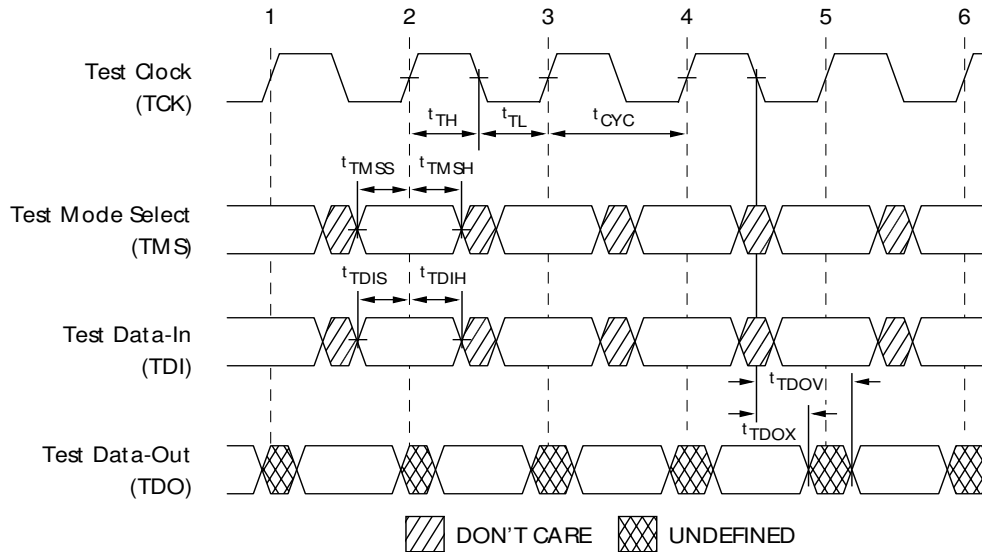 1 2 3 4 5 6
Test Clock
(TCK)
tTH tTL tCYC
tTMSS tTMSH
Test Mode Select
(TMS)
tTDIS tTDIH
Test Data-In
(TDI)
tTDOV
tTDOX
Test Data-Out
(TDO)
DON'T CARE UNDEFINED